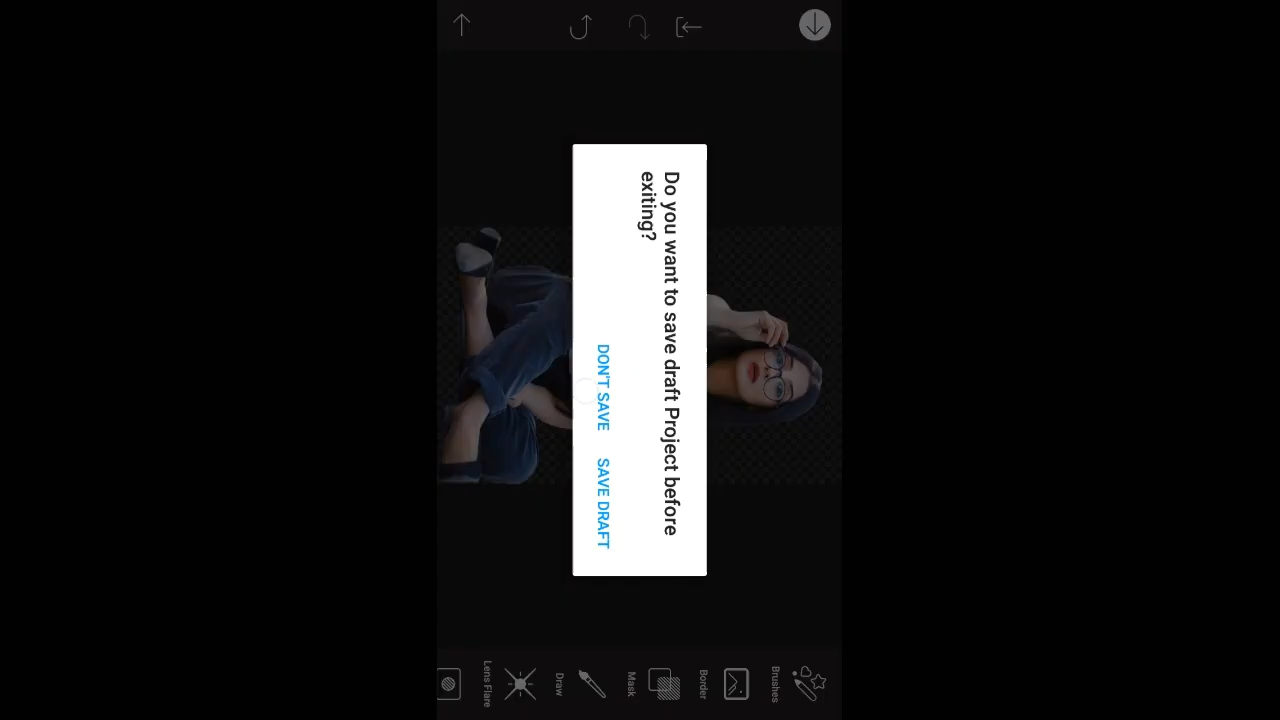 Do you want to save draft Project before
exiting?
DON'T SAVE
SAVE DRAFT
Lens Flare
Draw
Mask
Border
Brushes